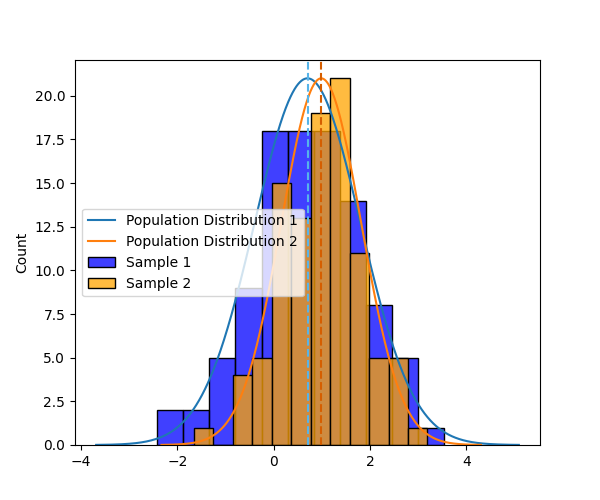 20.0
17.5
15.0
12.5
10.0
7.5
5.0
2.5
0.0
Count
Population Distribution 1
Population Distribution 2
Sample 1
Sample 2
−4 −2 0 2 4